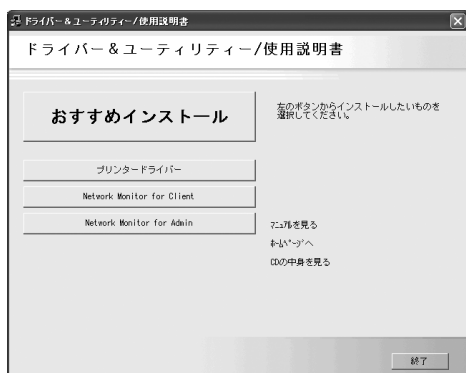 ドライバー&ユーティリティー/使用説明書
ドライバー&ユーティリティー/使用説明書
おすすめインストール
左のボタンからインストールしたいものを
選択してください。
プリンタードライバー
Network Monitor for Client
Network Monitor for Admin
マニュアルを見る
ホームページへ
CDの中身を見る
終了